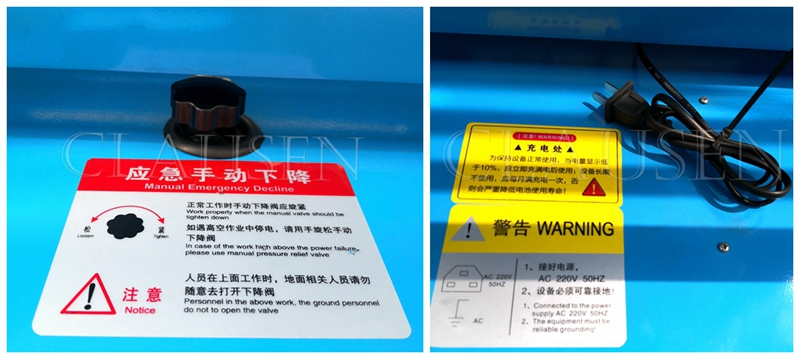 CLAUSEN
应急手动下降
Manual Emergency Decline
松
Loosen
紧
Tighten
正常工作时手动下降阀应旋紧
Work properly when the manual valve should be
tighten down
如遇高空作业中停电，请用手旋松手动
下降阀
In case of the work high above the power failure,
please use manual pressure relief valve
注意
Notice
人员在上面工作时，地面相关人员请勿
随意去打开下降阀
Personnel in the above work, the ground personnel
do not to open the valve
CLAUSEN
【注意! WARNING!】
▲ 充电处 ▲
为保持设备正常使用，当电量显示低
于10%，应立即充满电后使用；设备长期
不使用，应每月满充电一次，否
则会严重降低电池使用寿命！
警告 WARNING
AC 220V
50HZ
AC
1、接好电源，
AC 220V 50HZ
2、设备必须可靠接地！
1、Connected to the power
supply AC 220V 50HZ
2、The equipment must be
reliable grounding!